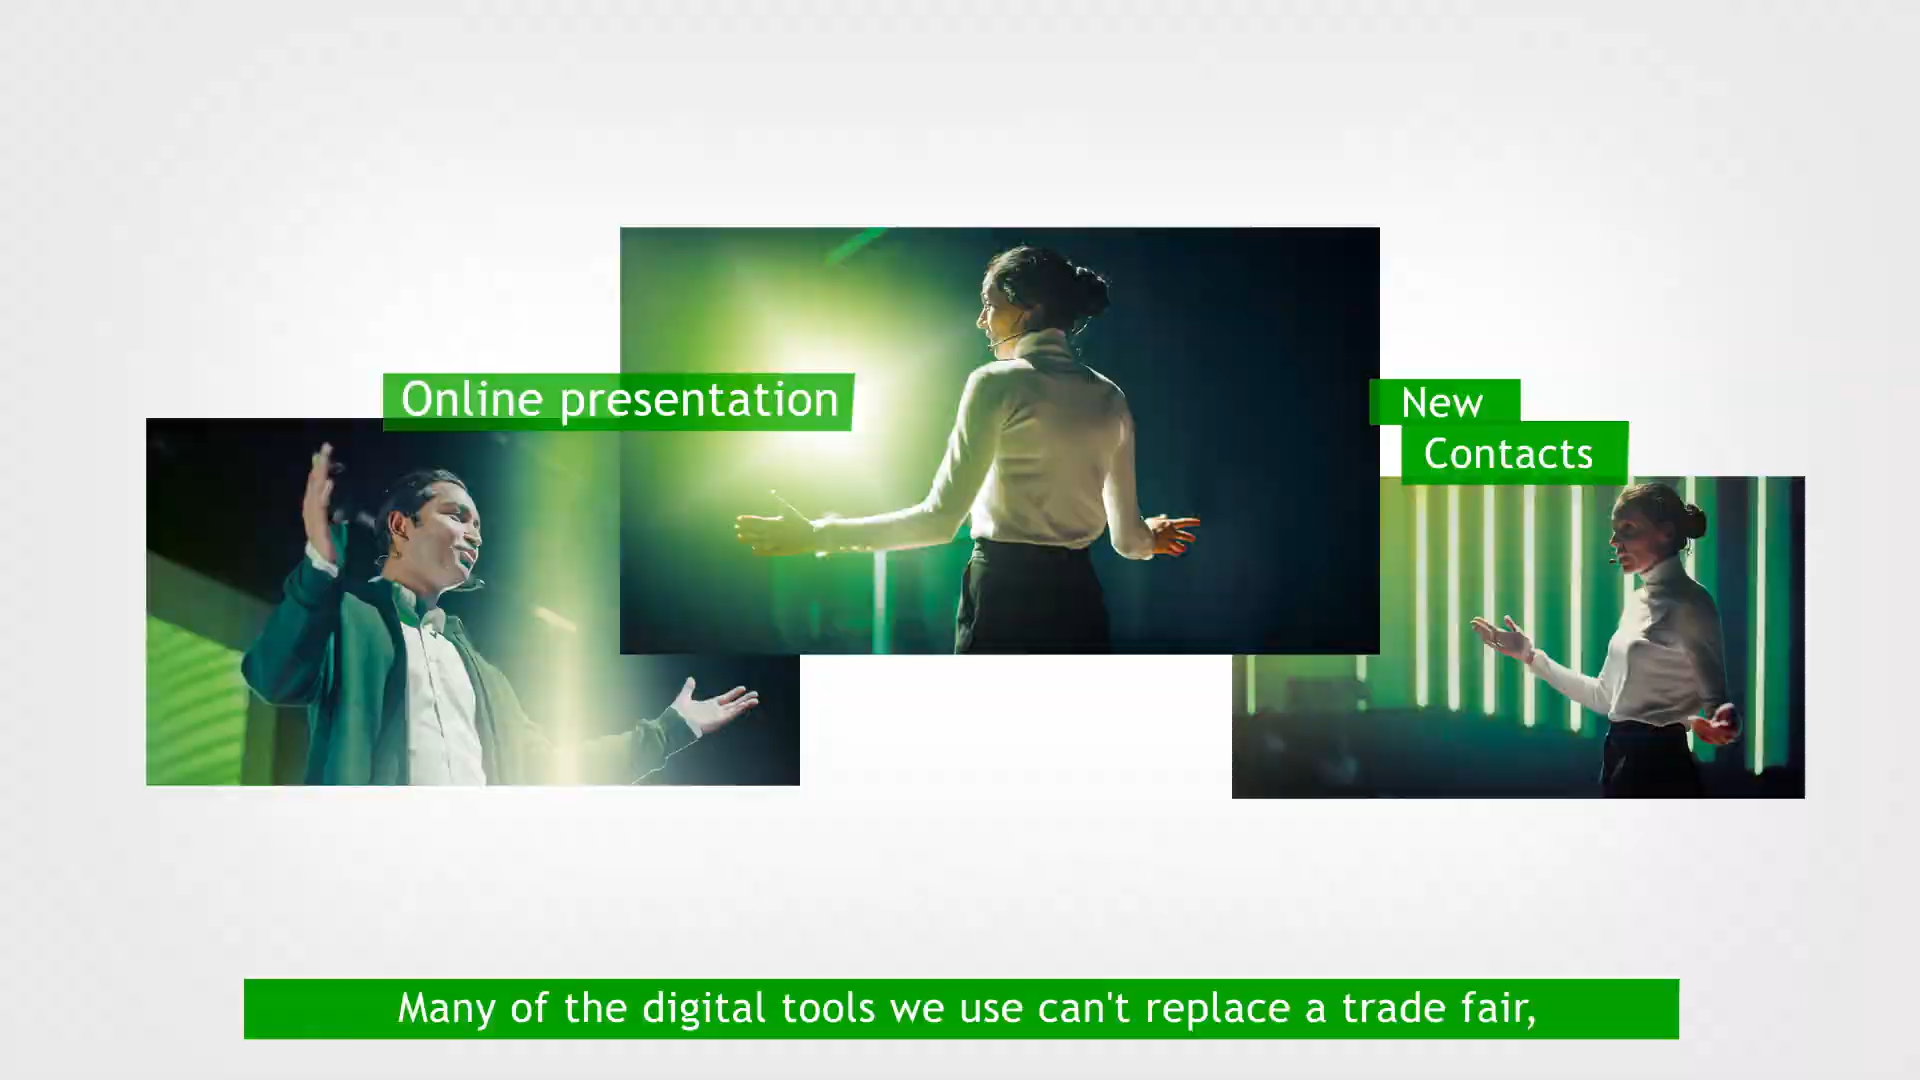 Online presentation
New
Contacts
Many of the digital tools we use can't replace a trade fair,